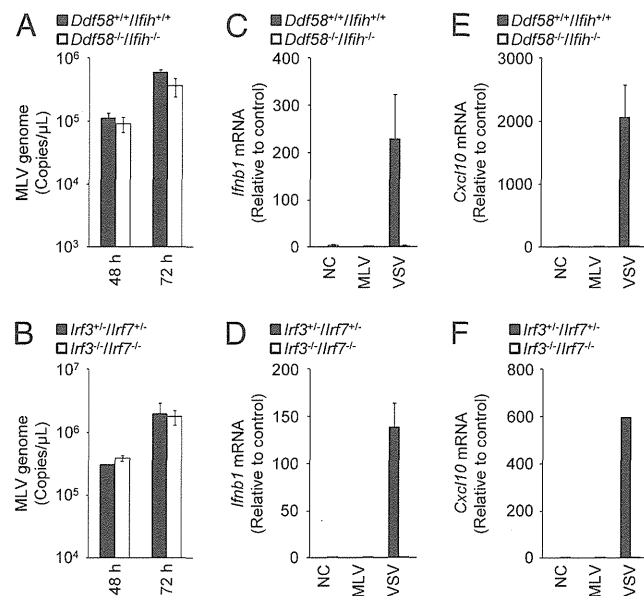 A
Ddf58+/+/Ifih+/+
Ddf58-/-/Ifih-/-
MLV genome
(Copies/µL)
10⁶
10⁵
10⁴
10³
48 h
72 h
C
Ddf58+/+/Ifih+/+
Ddf58-/-/Ifih-/-
Ifnb1 mRNA
(Relative to control)
400
300
200
100
0
NC
MLV
VSV
E
Ddf58+/+/Ifih+/+
Ddf58-/-/Ifih-/-
Cxcl10 mRNA
(Relative to control)
3000
2000
1000
0
NC
MLV
VSV
B
Irf3+/-/Irf7+/-
Irf3-/-/Irf7-/-
MLV genome
(Copies/µL)
10⁷
10⁶
10⁵
10⁴
48 h
72 h
D
Irf3+/-/Irf7+/-
Irf3-/-/Irf7-/-
Ifnb1 mRNA
(Relative to control)
200
150
100
50
0
NC
MLV
VSV
F
Irf3+/-/Irf7+/-
Irf3-/-/Irf7-/-
Cxcl10 mRNA
(Relative to control)
800
600
400
200
0
NC
MLV
VSV